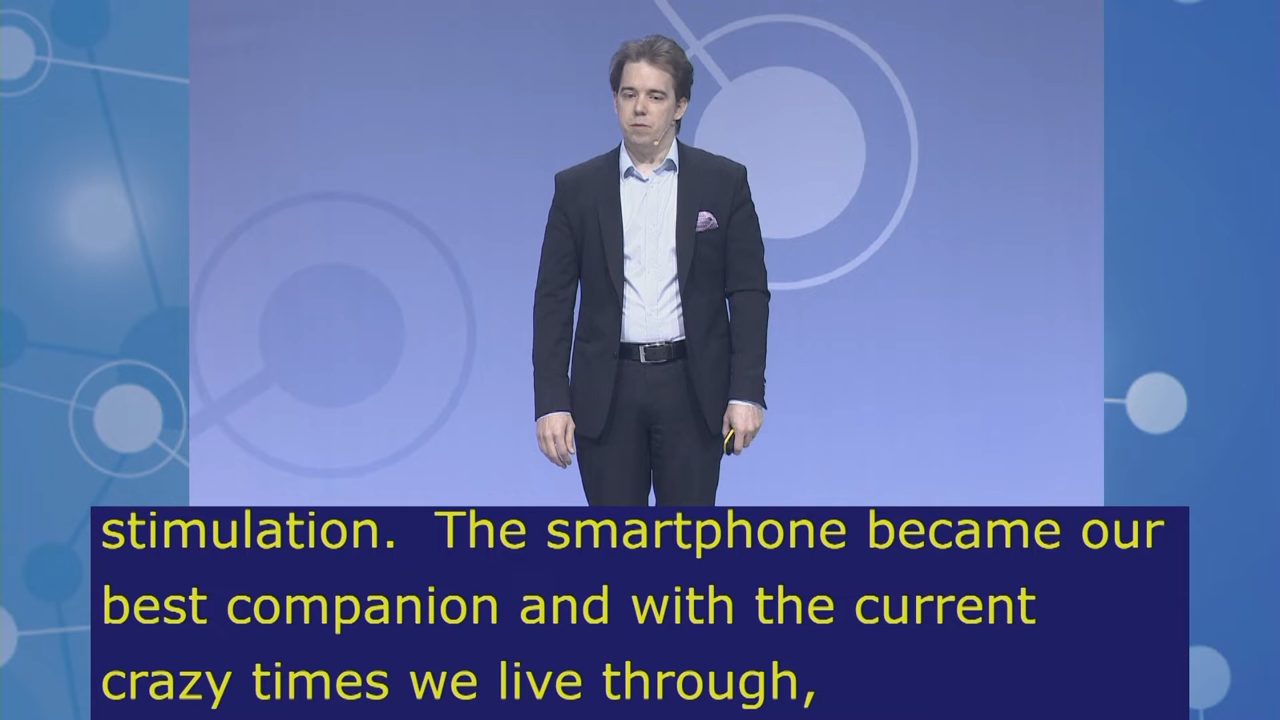 stimulation.  The smartphone became our
best companion and with the current
crazy times we live through,